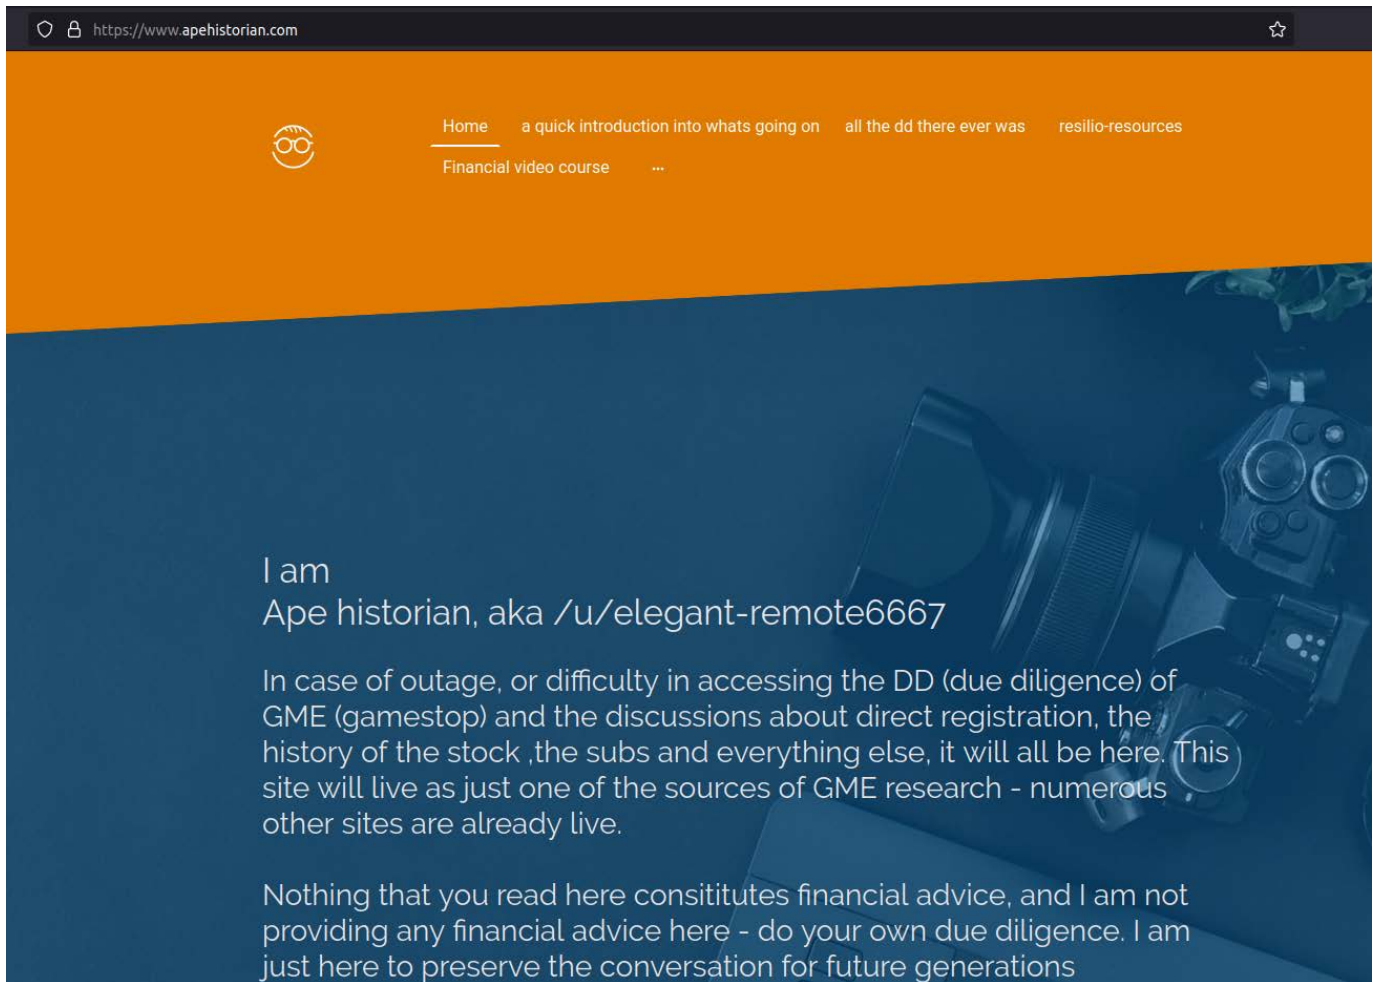 https://www.apehistorian.com
Home a quick introduction into whats going on all the dd there ever was resilio-resources
Financial video course ...
I am
Ape historian, aka /u/elegant-remote6667
In case of outage, or difficulty in accessing the DD (due diligence) of
GME (gamestop) and the discussions about direct registration, the
history of the stock ,the subs and everything else, it will all be here. This
site will live as just one of the sources of GME research - numerous
other sites are already live.
Nothing that you read here consititutes financial advice, and I am not
providing any financial advice here - do your own due diligence. I am
just here to preserve the conversation for future generations